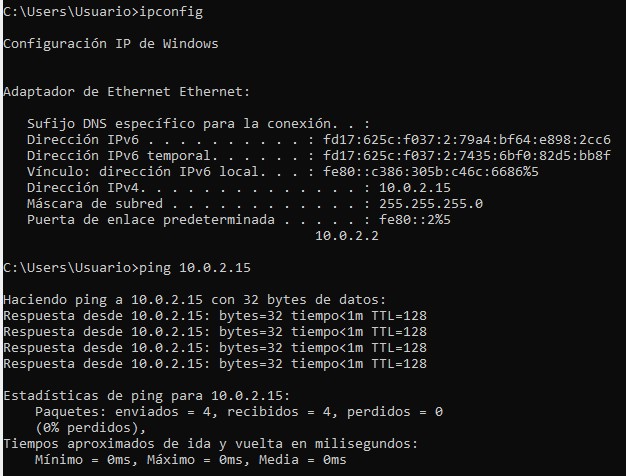 C:\Users\Usuario>ipconfig
Configuración IP de Windows
Adaptador de Ethernet Ethernet:
Sufijo DNS específico para la conexión. . :
Dirección IPv6 . . . . . . . . . . : fd17:625c:f037:2:79a4:bf64:e898:2cc6
Dirección IPv6 temporal. . . . . . : fd17:625c:f037:2:7435:6bf0:82d5:bb8f
Vínculo: dirección IPv6 local. . . : fe80::c386:305b:c46c:6686%5
Dirección IPv4. . . . . . . . . . . . . . : 10.0.2.15
Máscara de subred . . . . . . . . . . . . : 255.255.255.0
Puerta de enlace predeterminada . . . . . : fe80::2%5
10.0.2.2
C:\Users\Usuario>ping 10.0.2.15
Haciendo ping a 10.0.2.15 con 32 bytes de datos:
Respuesta desde 10.0.2.15: bytes=32 tiempo<1m TTL=128
Respuesta desde 10.0.2.15: bytes=32 tiempo<1m TTL=128
Respuesta desde 10.0.2.15: bytes=32 tiempo<1m TTL=128
Respuesta desde 10.0.2.15: bytes=32 tiempo<1m TTL=128
Estadísticas de ping para 10.0.2.15:
Paquetes: enviados = 4, recibidos = 4, perdidos = 0
(0% perdidos),
Tiempos aproximados de ida y vuelta en milisegundos:
Mínimo = 0ms, Máximo = 0ms, Media = 0ms